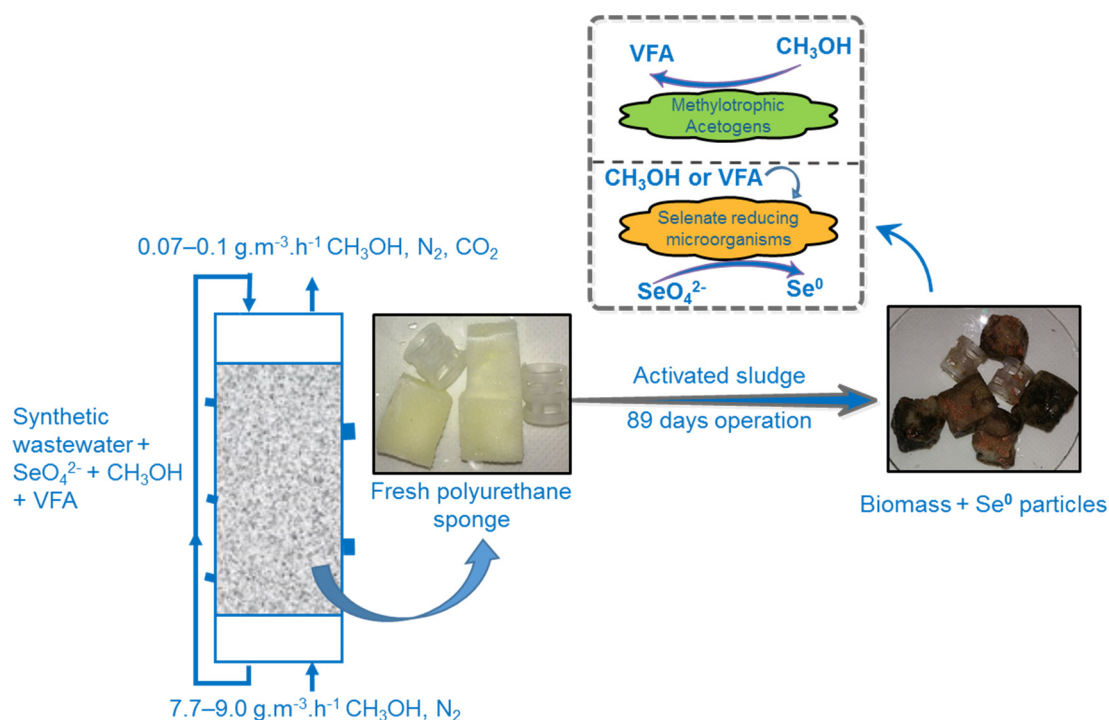 VFA
CH₃OH
Methylotrophic
Acetogens
CH₃OH or VFA
Selenate reducing
microorganisms
SeO₄²⁻
Se⁰
0.07–0.1 g.m⁻³.h⁻¹ CH₃OH, N₂, CO₂
Synthetic
wastewater +
SeO₄²⁻ + CH₃OH
+ VFA
Fresh polyurethane
sponge
Activated sludge
89 days operation
Biomass + Se⁰ particles
7.7–9.0 g.m⁻³.h⁻¹ CH₃OH, N₂